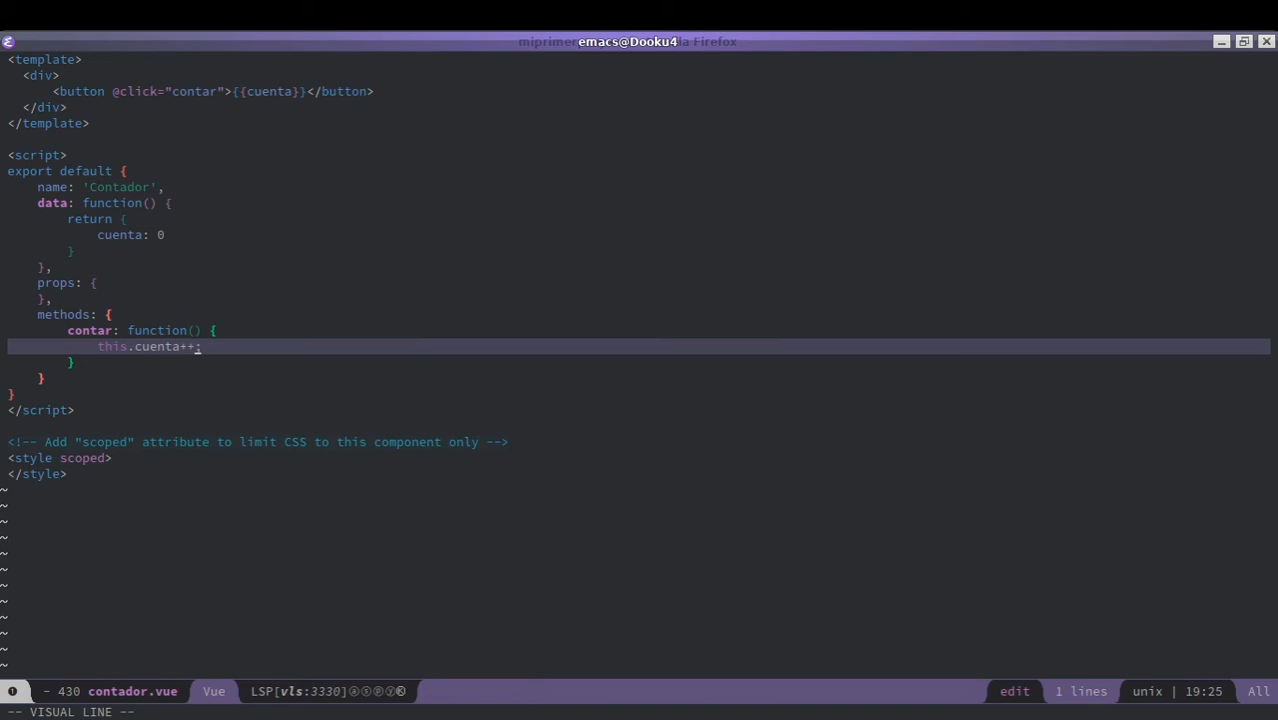 emacs@Dooku4
<template>
<div>
<button @click="contar">{{cuenta}}</button>
</div>
</template>
<script>
export default {
name: 'Contador',
data: function() {
return {
cuenta: 0
}
},
props: {
},
methods: {
contar: function() {
this.cuenta++;
}
}
}
</script>
<!-- Add "scoped" attribute to limit CSS to this component only -->
<style scoped>
</style>
~
~
~
~
~
~
~
~
~
~
~
~
- 430 contador.vue Vue LSP[vls:3330]ⓐⓢⓟⓨⓀ edit 1 lines unix | 19:25 All
-- VISUAL LINE --